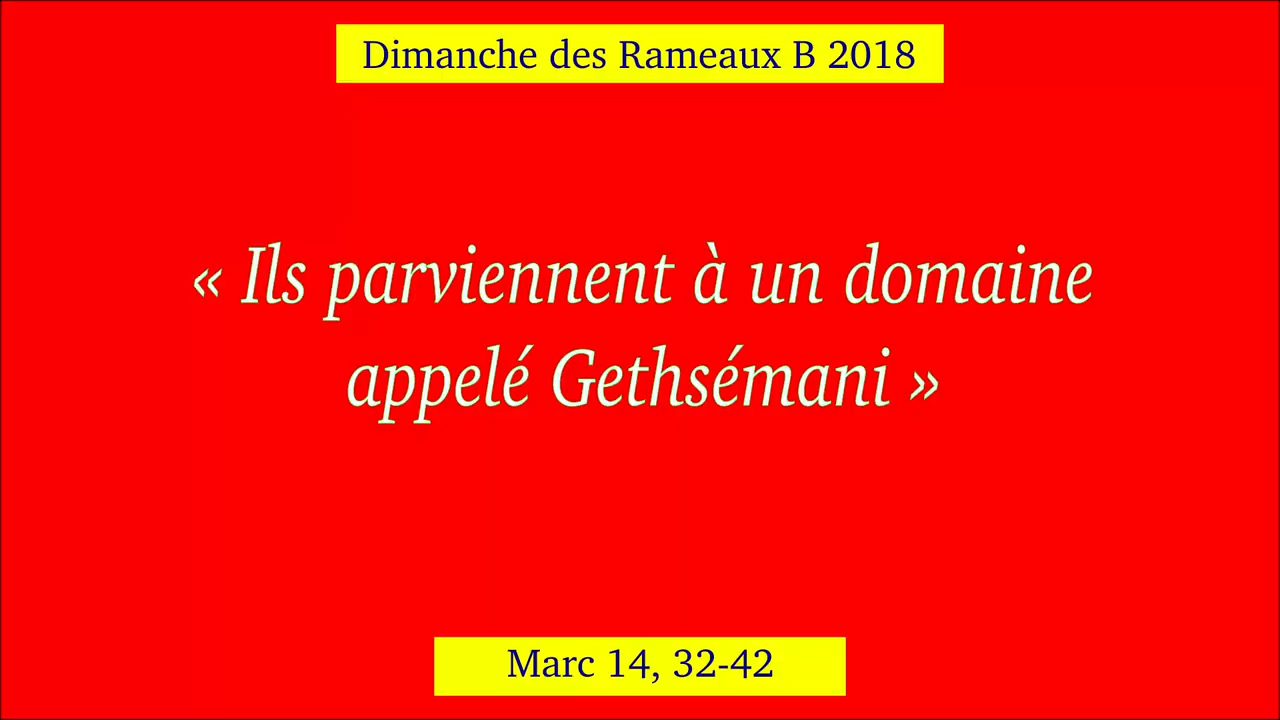 Dimanche des Rameaux B 2018
« Ils parviennent à un domaine
appelé Gethsémani »
Marc 14, 32-42